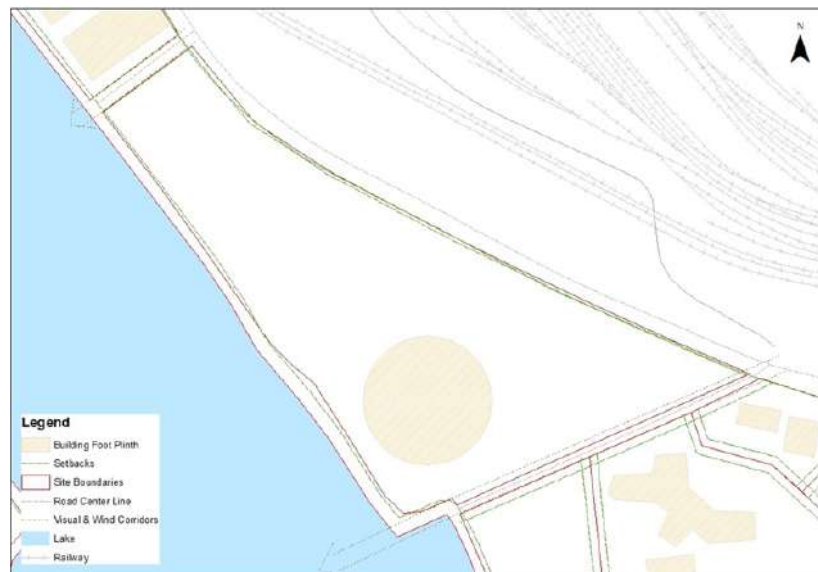 N
Legend
Building Foot Plinth
Setbacks
Site Boundaries
Road Center Line
Visual & Wind Corridors
Lake
Railway